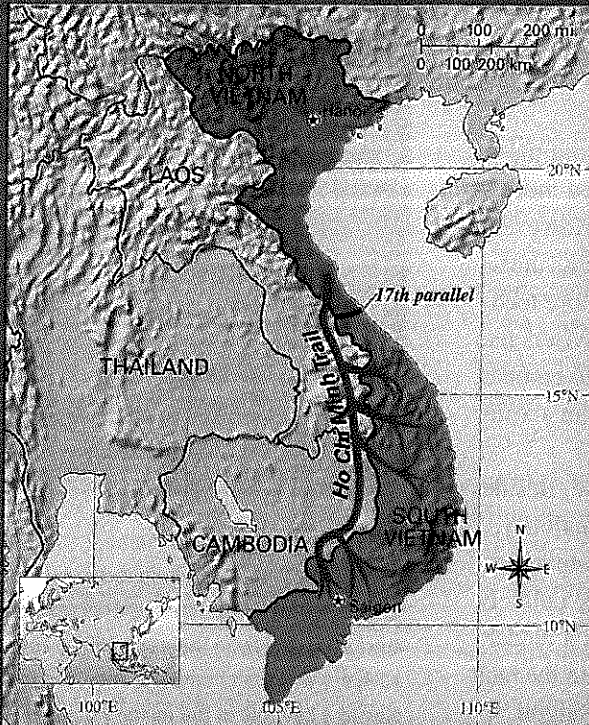 0 100 200 mi
0 100 200 km
NORTH
VIETNAM
Hanoi
LAOS
20°N
17th parallel
THAILAND
Ho Chi Minh Trail
15°N
CAMBODIA
SOUTH
VIETNAM
N
W E
S
Saigon
10°N
100°E 105°E 110°E